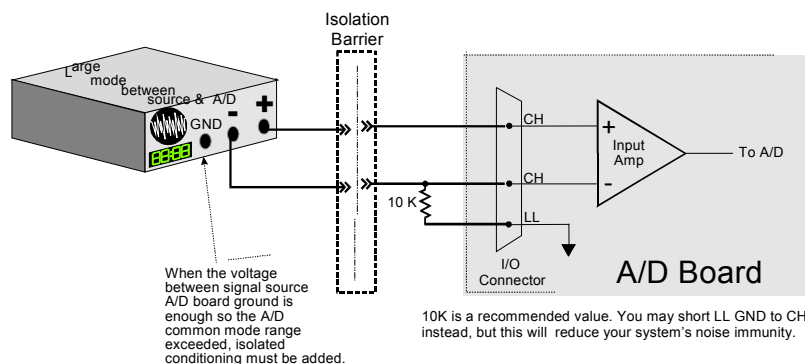 Isolation
Barrier
Large
mode
between
source & A/D
- +
GND
CH
+
Input
Amp
To A/D
CH
-
10 K
LL
I/O
Connector
A/D Board
When the voltage
between signal source
A/D board ground is
enough so the A/D
common mode range
exceeded, isolated
conditioning must be added.
10K is a recommended value. You may short LL GND to CH
instead, but this will reduce your system's noise immunity.